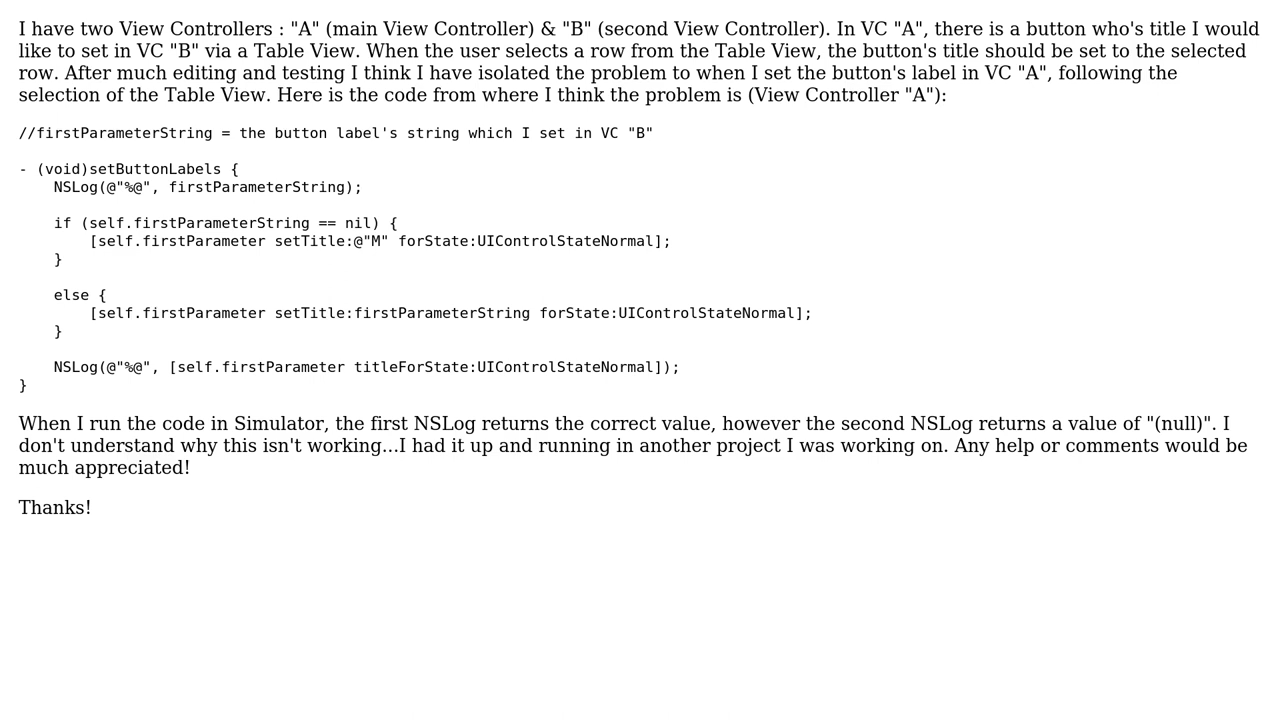 I have two View Controllers : "A" (main View Controller) & "B" (second View Controller). In VC "A", there is a button who's title I would
like to set in VC "B" via a Table View. When the user selects a row from the Table View, the button's title should be set to the selected
row. After much editing and testing I think I have isolated the problem to when I set the button's label in VC "A", following the
selection of the Table View. Here is the code from where I think the problem is (View Controller "A"):
//firstParameterString = the button label's string which I set in VC "B"
- (void)setButtonLabels {
    NSLog(@"%@", firstParameterString);
    if (self.firstParameterString == nil) {
        [self.firstParameter setTitle:@"M" forState:UIControlStateNormal];
    }
    else {
        [self.firstParameter setTitle:firstParameterString forState:UIControlStateNormal];
    }
    NSLog(@"%@", [self.firstParameter titleForState:UIControlStateNormal]);
}
When I run the code in Simulator, the first NSLog returns the correct value, however the second NSLog returns a value of "(null)". I
don't understand why this isn't working...I had it up and running in another project I was working on. Any help or comments would be
much appreciated!
Thanks!